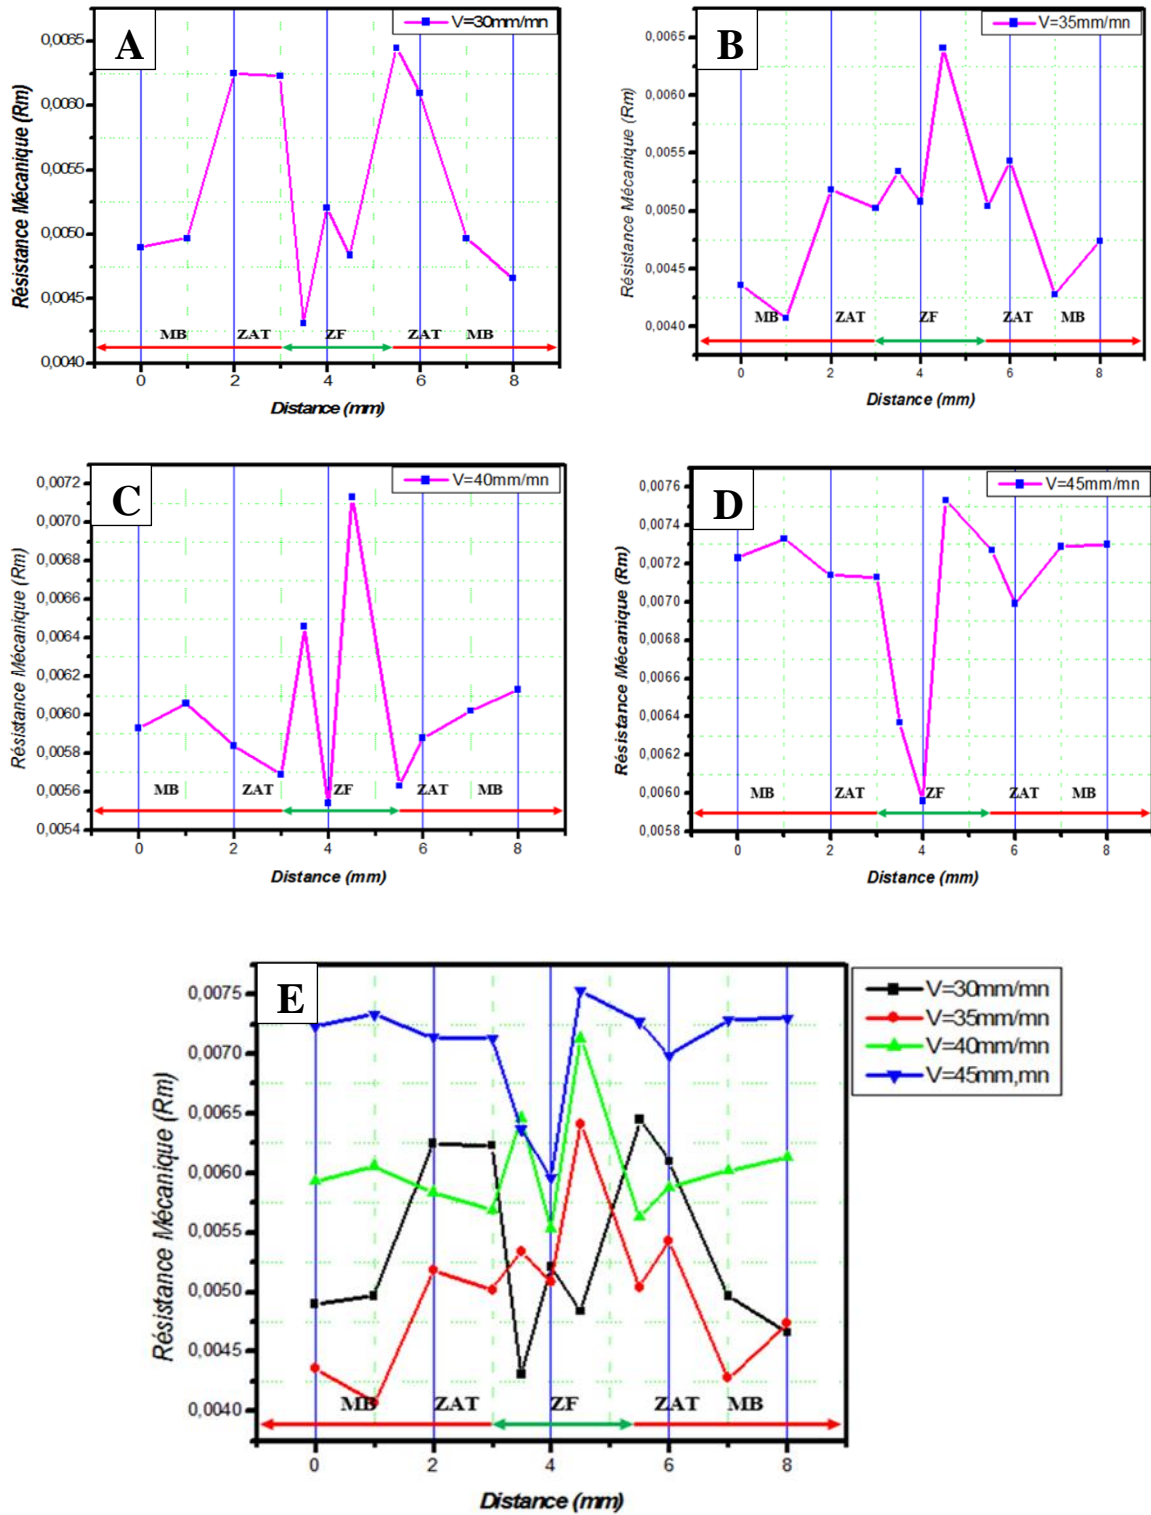 A
V=30mm/mn
0,0065
0,0060
0,0055
0,0050
0,0045
0,0040
Résistance Mécanique (Rm)
MB ZAT ZF ZAT MB
0 2 4 6 8
Distance (mm)
B
V=35mm/mn
0,0065
0,0060
0,0055
0,0050
0,0045
0,0040
Résistance Mécanique (Rm)
MB ZAT ZF ZAT MB
0 2 4 6 8
Distance (mm)
C
V=40mm/mn
0,0072
0,0070
0,0068
0,0066
0,0064
0,0062
0,0060
0,0058
0,0056
0,0054
Résistance Mécanique (Rm)
MB ZAT ZF ZAT MB
0 2 4 6 8
Distance (mm)
D
V=45mm/mn
0,0076
0,0074
0,0072
0,0070
0,0068
0,0066
0,0064
0,0062
0,0060
0,0058
Résistance Mécanique (Rm)
MB ZAT ZF ZAT MB
0 2 4 6 8
Distance (mm)
E
V=30mm/mn
V=35mm/mn
V=40mm/mn
V=45mm,mn
0,0075
0,0070
0,0065
0,0060
0,0055
0,0050
0,0045
0,0040
Résistance Mécanique (Rm)
MB ZAT ZF ZAT MB
0 2 4 6 8
Distance (mm)